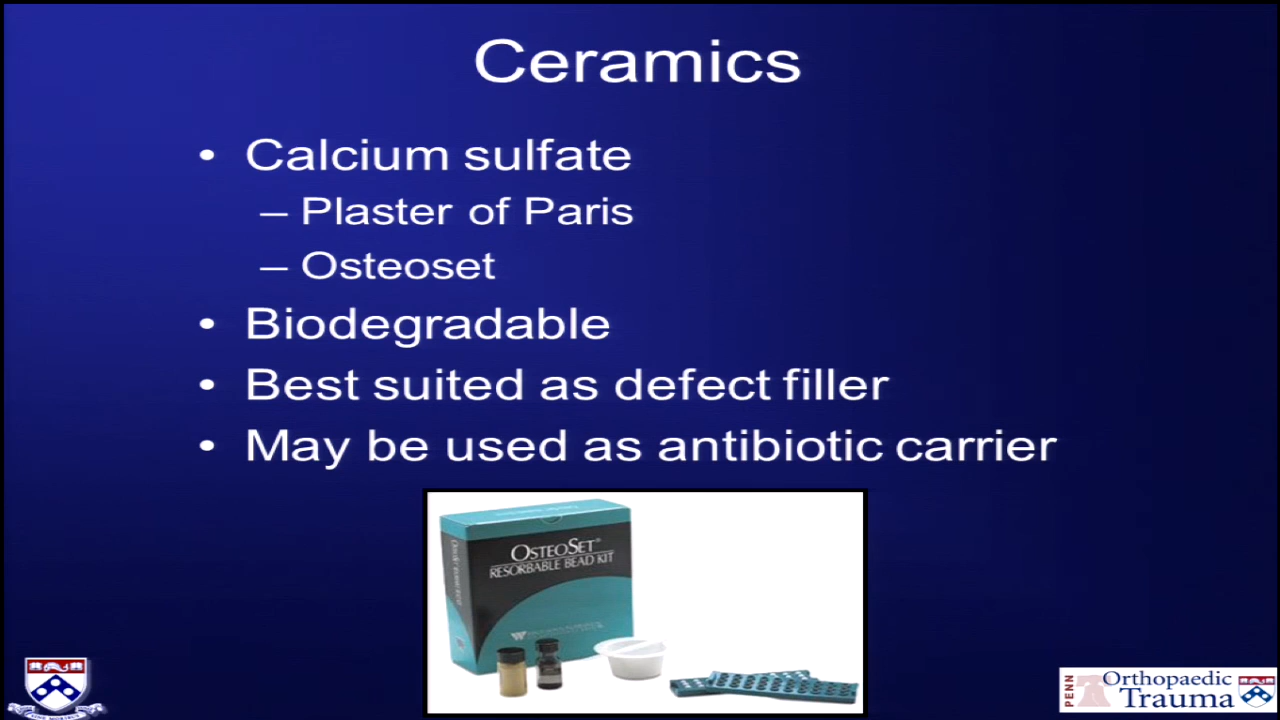 Ceramics
• Calcium sulfate
– Plaster of Paris
– Osteoset
• Biodegradable
• Best suited as defect filler
• May be used as antibiotic carrier
OSTEOSET®
RESORBABLE BEAD KIT
PENN
Orthopaedic
Trauma